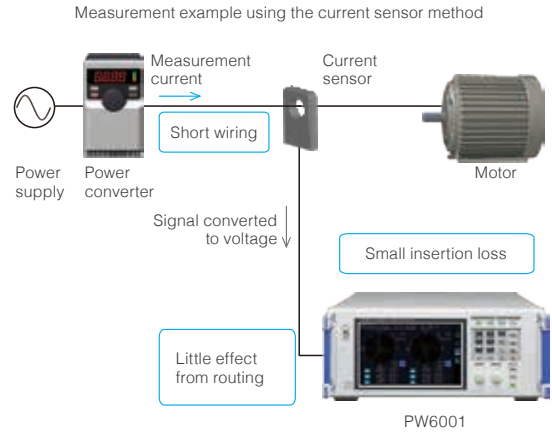 Measurement example using the current sensor method
Measurement
current
Current
sensor
Short wiring
Power
supply
Power
converter
Motor
Signal converted
to voltage
Small insertion loss
Little effect
from routing
PW6001